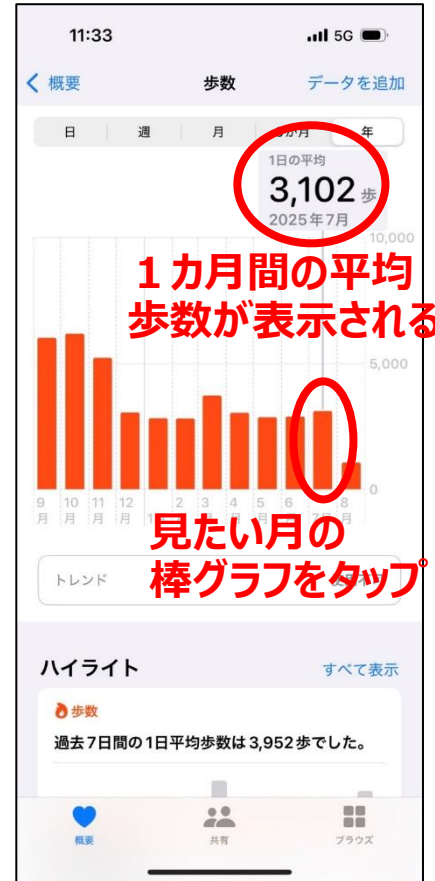 11:33
5G
概要
歩数
データを追加
日
週
月
年
1日の平均
3,102 歩
2025年7月
10,000
１カ月間の平均
歩数が表示される
5,000
0
9月
10月
11月
12月
2月
3月
4月
5月
6月
7月
8月
見たい月の
棒グラフをタップ
トレンド
ハイライト
すべて表示
歩数
過去7日間の1日平均歩数は3,952歩でした。
概要
共有
ブラウズ